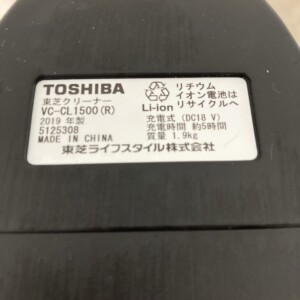 TOSHIBA
東芝クリーナー
VC-CL1500(R)
2019 年製
5125308
MADE IN CHINA
Li-ion
リチウム
イオン電池は
リサイクルへ
充電式 (DC18 V)
充電時間 約5時間
質量 1.9kg
東芝ライフスタイル株式会社